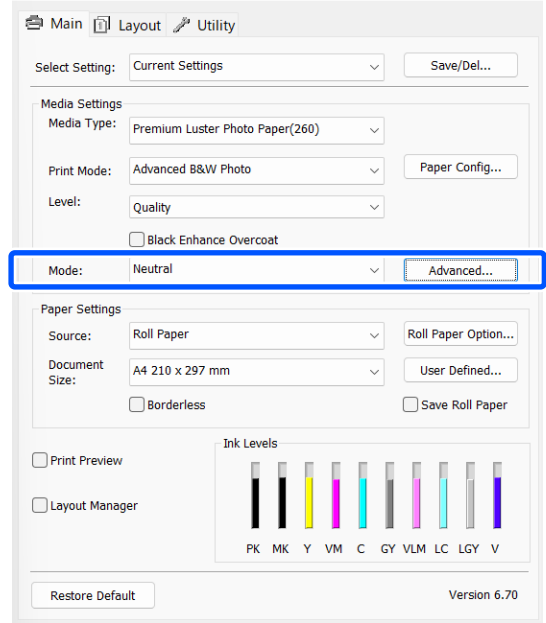 Main Layout Utility
Select Setting: Current Settings Save/Del...
Media Settings
Media Type: Premium Luster Photo Paper(260)
Print Mode: Advanced B&W Photo Paper Config...
Level: Quality
Black Enhance Overcoat
Mode: Neutral Advanced...
Paper Settings
Source: Roll Paper Roll Paper Option...
Document
Size: A4 210 x 297 mm User Defined...
Borderless Save Roll Paper
Ink Levels
Print Preview
Layout Manager
PK MK Y VM C GY VLM LC LGY V
Restore Default Version 6.70